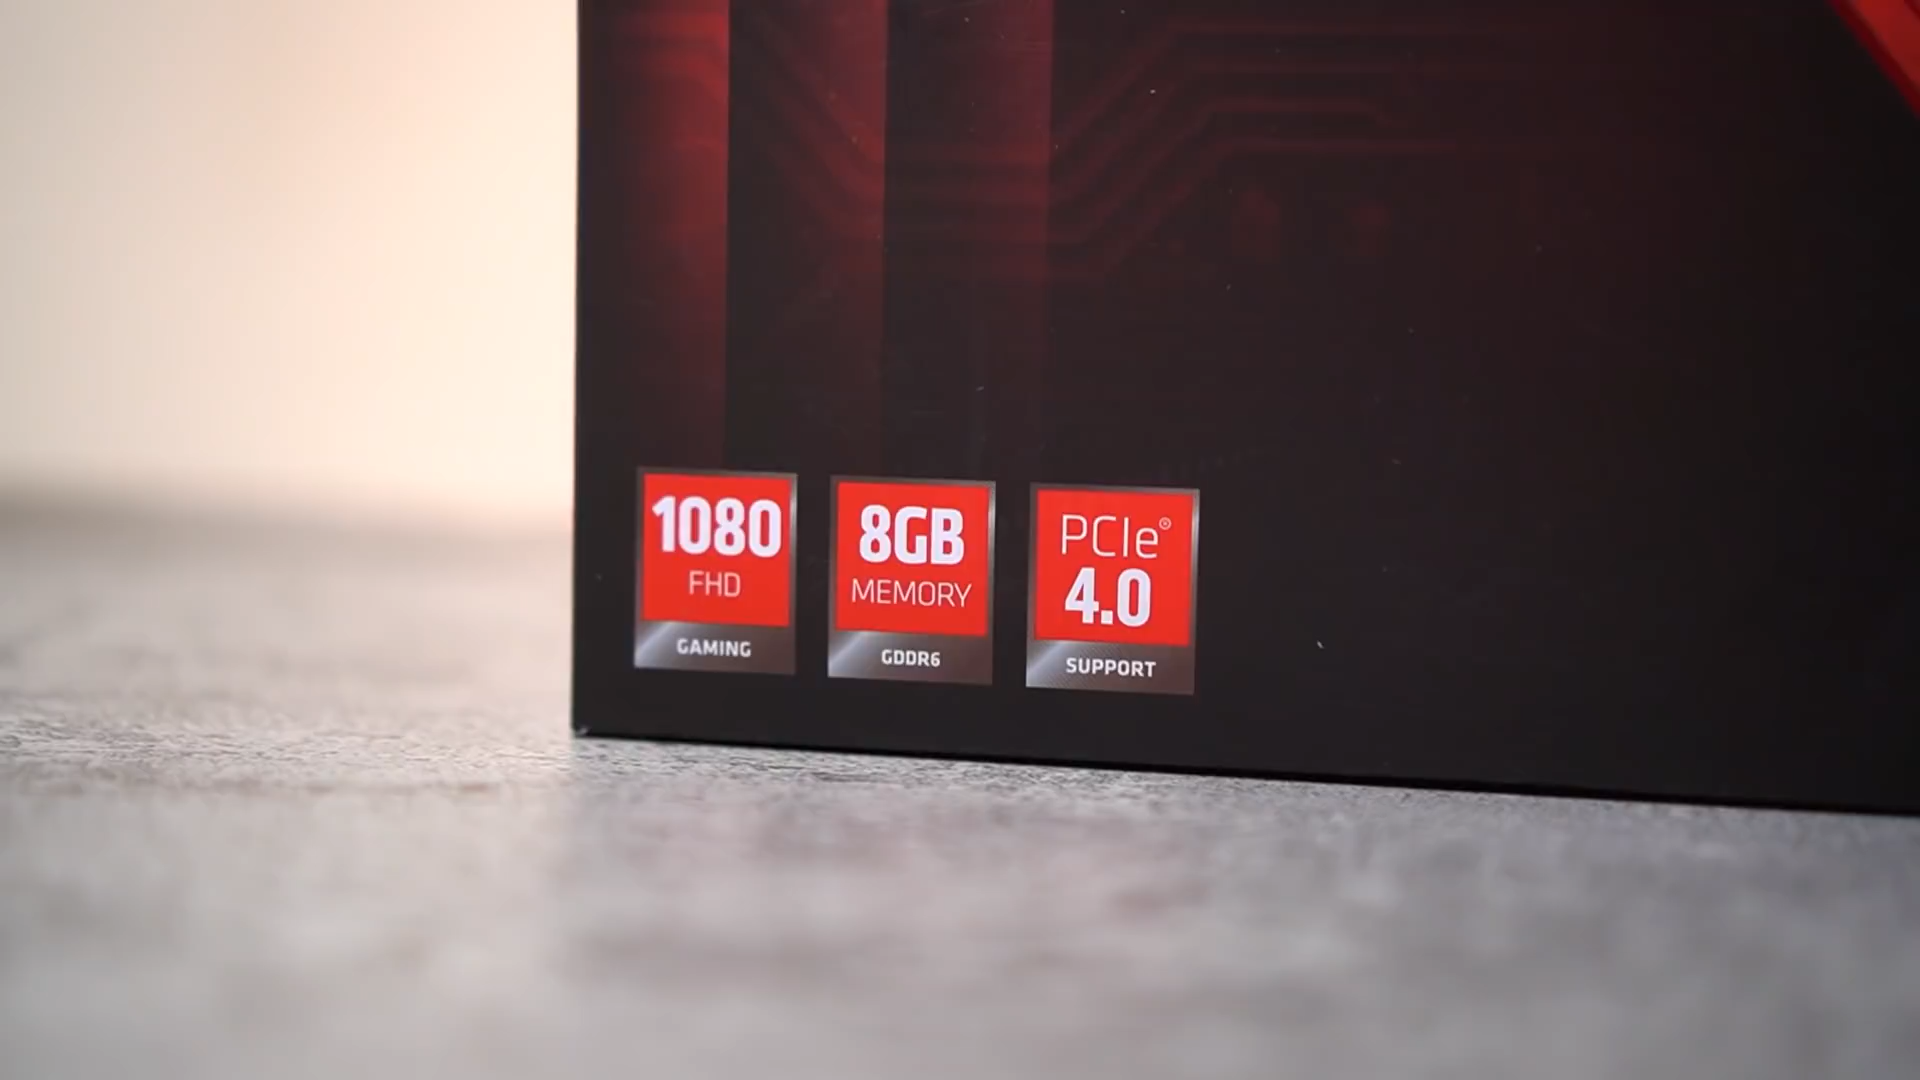 1080
FHD
GAMING
8GB
MEMORY
GDDR6
PCIe®
4.0
SUPPORT